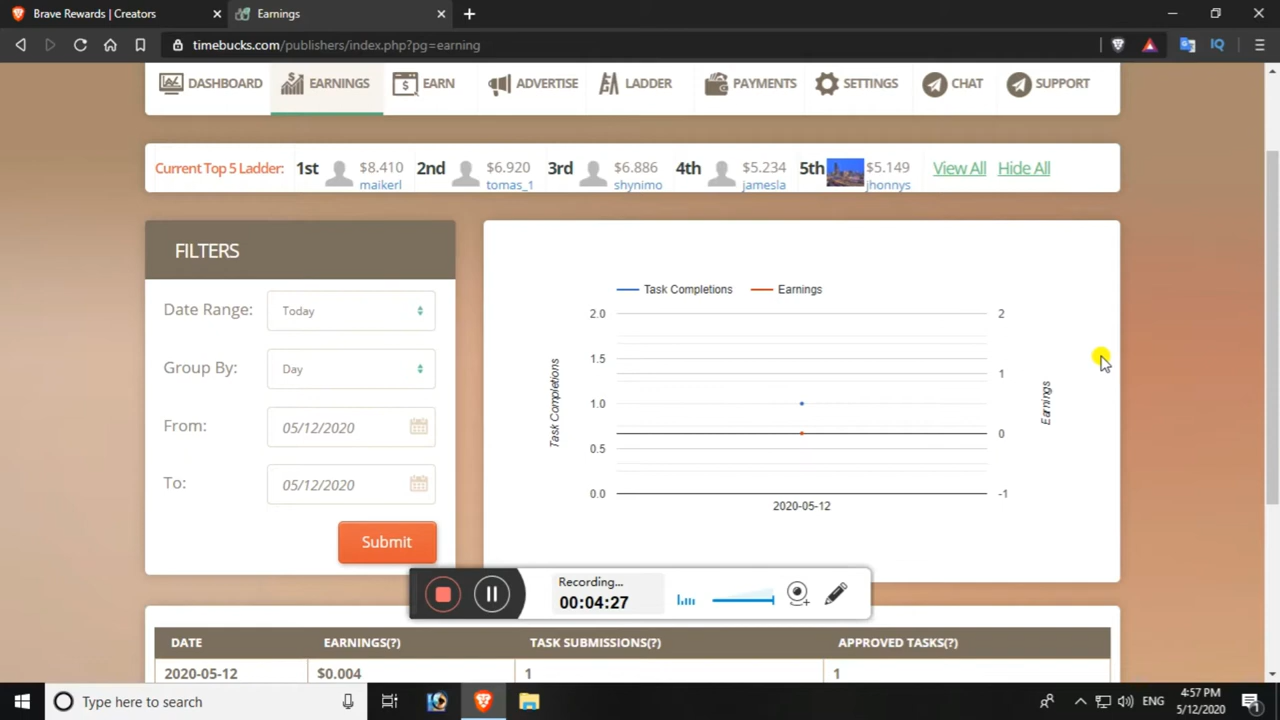 Brave Rewards | Creators
Earnings
timebucks.com/publishers/index.php?pg=earning
DASHBOARD EARNINGS EARN ADVERTISE LADDER PAYMENTS SETTINGS CHAT SUPPORT
Current Top 5 Ladder: 1st $8.410 2nd $6.920 3rd $6.886 4th $5.234 5th $5.149 View All Hide All
maikerl tomas_1 shynimo jamesla jhonnys
FILTERS
Date Range: Today
Group By: Day
From: 05/12/2020
To: 05/12/2020
Submit
Task Completions Earnings
2.0 2
1.5
1
1.0
0
0.5
0.0 -1
Task Completions
Earnings
2020-05-12
Recording...
00:04:27
DATE EARNINGS(?) TASK SUBMISSIONS(?) APPROVED TASKS(?)
2020-05-12 $0.004 1 1
Type here to search
ENG
4:57 PM
5/12/2020
1